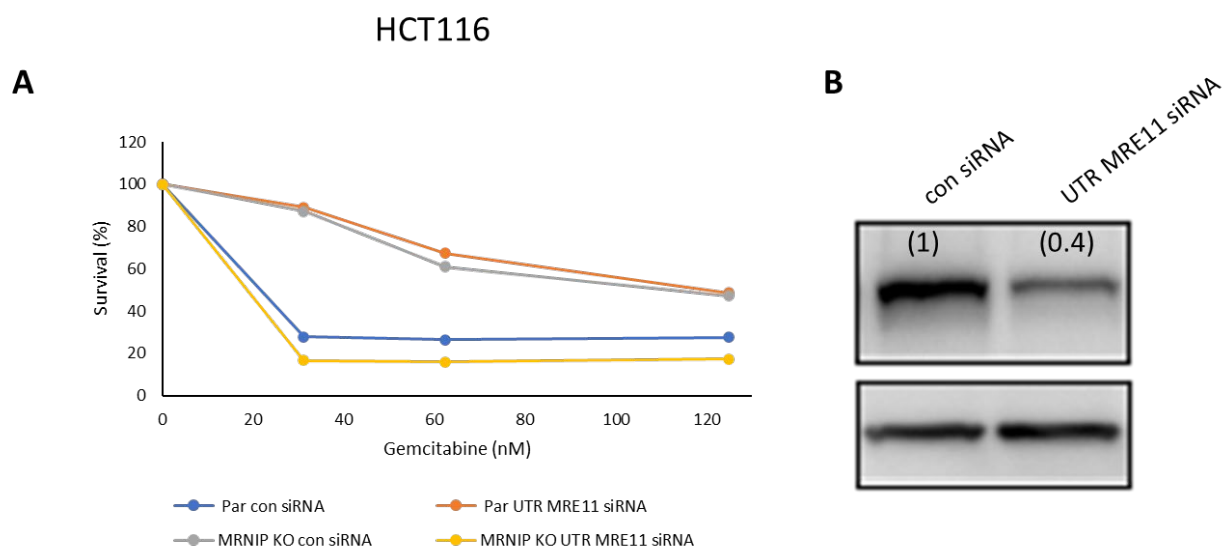 HCT116
A
B
con siRNA
UTR MRE11 siRNA
(1)
(0.4)
120
100
80
60
40
20
0
Survival (%)
0 20 40 60 80 100 120
Gemcitabine (nM)
Par con siRNA
Par UTR MRE11 siRNA
MRNIP KO con siRNA
MRNIP KO UTR MRE11 siRNA